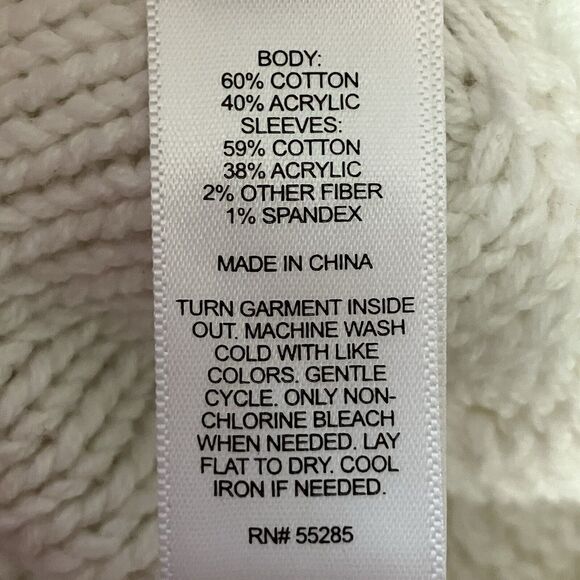 BODY:
60% COTTON
40% ACRYLIC
SLEEVES:
59% COTTON
38% ACRYLIC
2% OTHER FIBER
1% SPANDEX
MADE IN CHINA
TURN GARMENT INSIDE
OUT. MACHINE WASH
COLD WITH LIKE
COLORS. GENTLE
CYCLE. ONLY NON-
CHLORINE BLEACH
WHEN NEEDED. LAY
FLAT TO DRY. COOL
IRON IF NEEDED.
RN# 55285